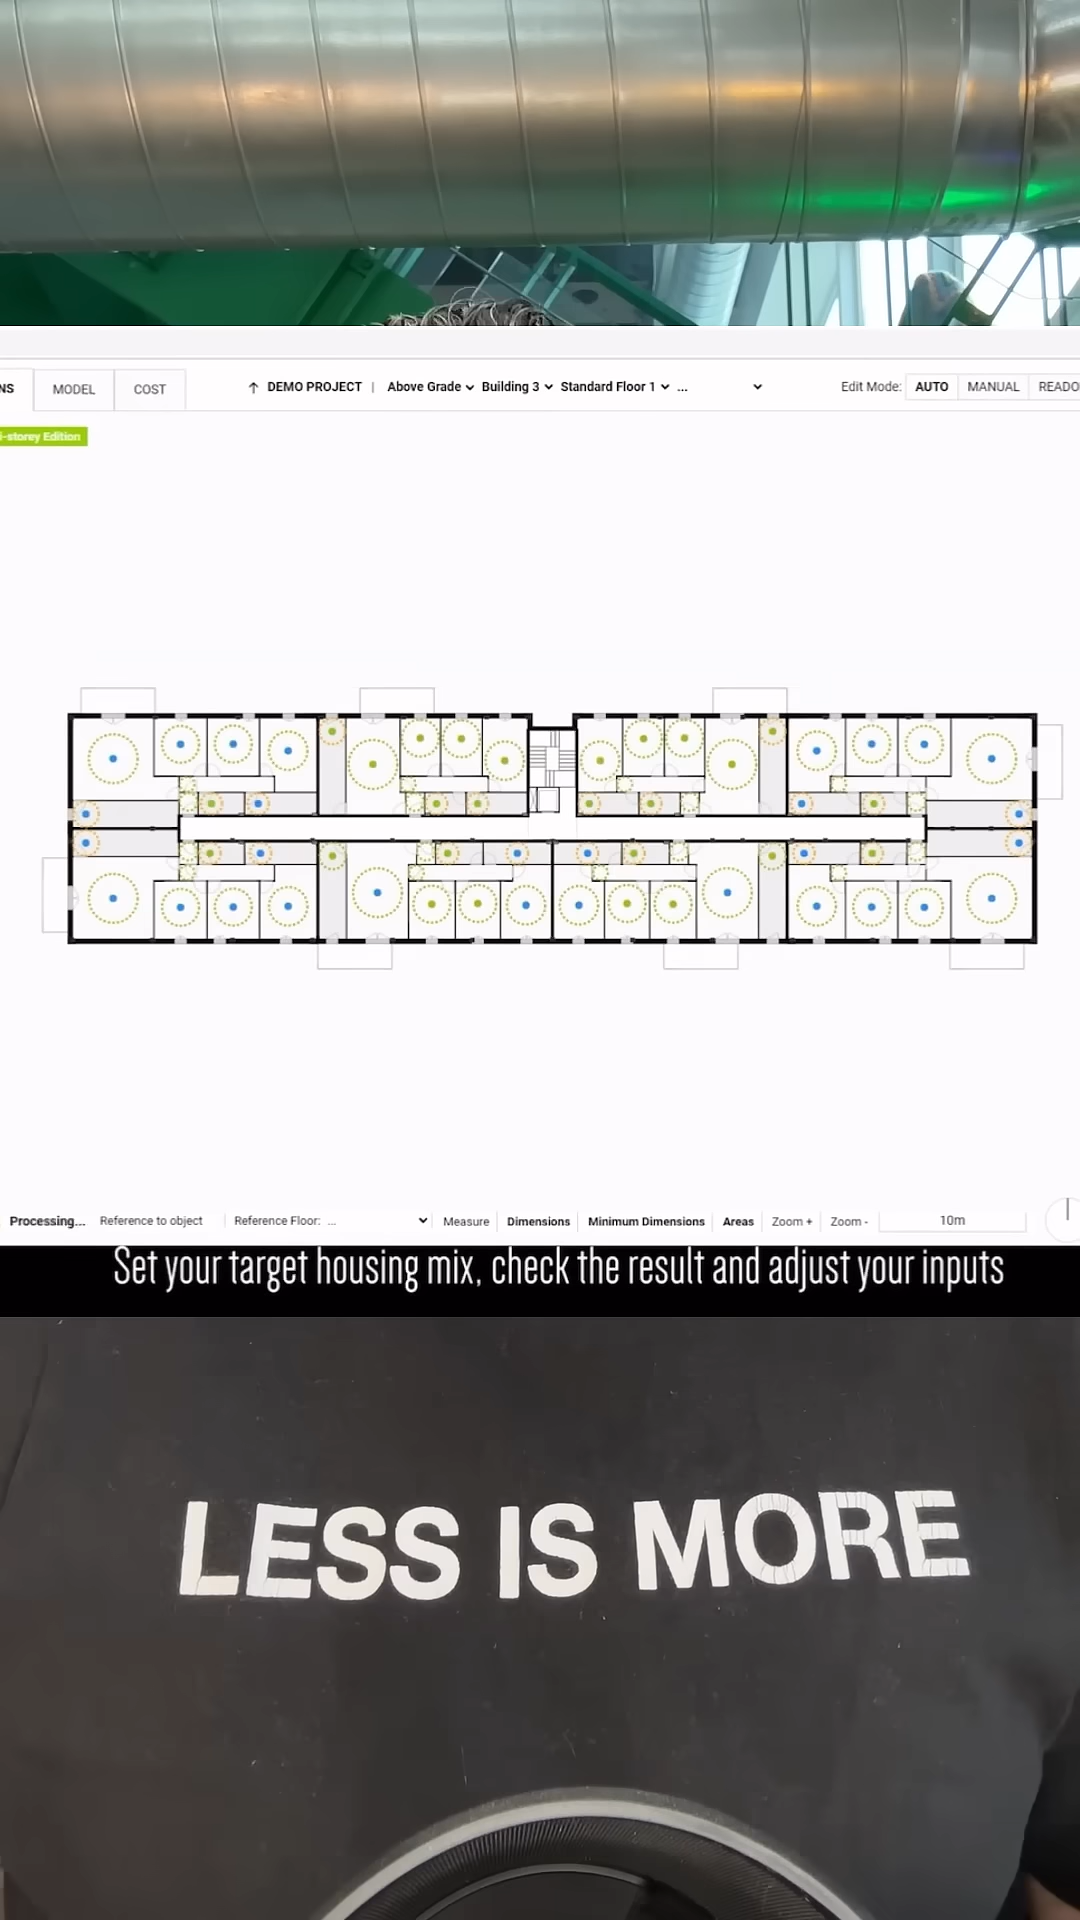 NS MODEL COST ↑ DEMO PROJECT | Above Grade Building 3 Standard Floor 1 ... Edit Mode: AUTO MANUAL READO
i-storey Edition
Processing... Reference to object Reference Floor: ... Measure Dimensions Minimum Dimensions Areas Zoom + Zoom - 10m
Set your target housing mix, check the result and adjust your inputs
LESS IS MORE